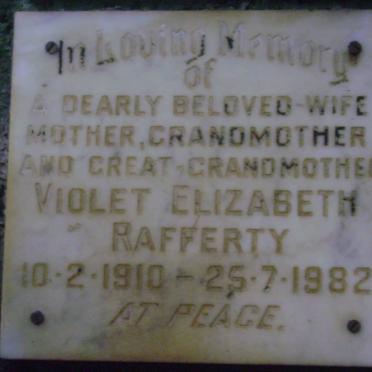 In Loving Memory
of
A DEARLY BELOVED WIFE
MOTHER, GRANDMOTHER
AND GREAT-GRANDMOTHER
VIOLET ELIZABETH
RAFFERTY
10·2·1910 - 25·7·1982
AT PEACE.